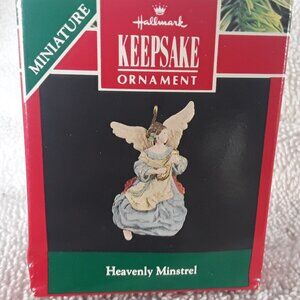 MINIATURE
Hallmark
KEEPSAKE
ORNAMENT
Heavenly Minstrel